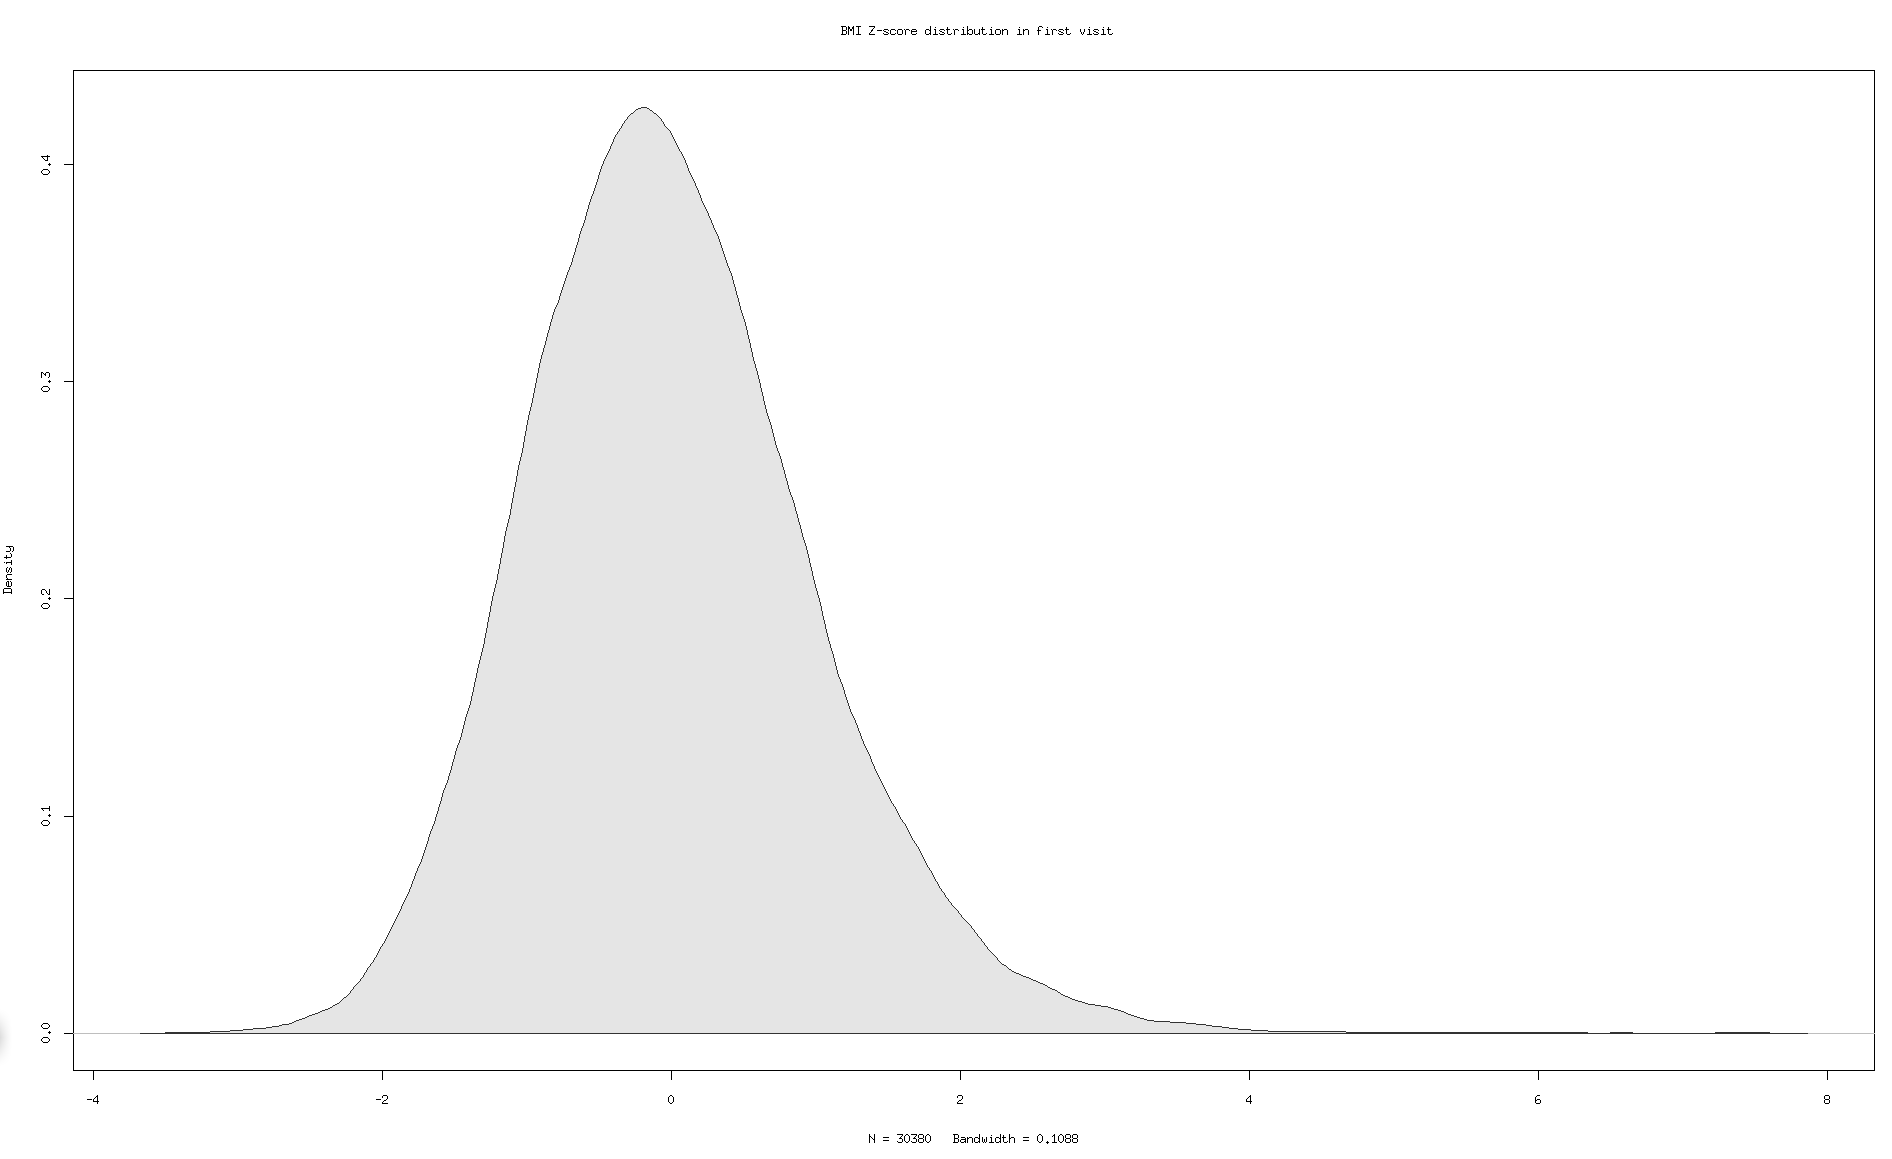 BMI Z-score distribution in first visit
Density
0.4
0.3
0.2
0.1
0.0
-4 -2 0 2 4 6 8
N = 30380 Bandwidth = 0.1088